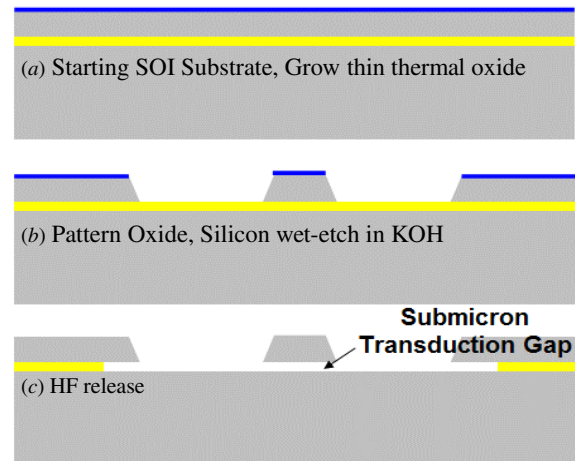 (a) Starting SOI Substrate, Grow thin thermal oxide
(b) Pattern Oxide, Silicon wet-etch in KOH
Submicron
Transduction Gap
(c) HF release